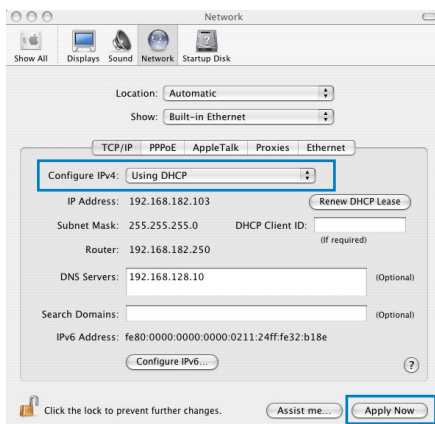 Network
Show All Displays Sound Network Startup Disk
Location: Automatic
Show: Built-in Ethernet
TCP/IP PPPoE AppleTalk Proxies Ethernet
Configure IPv4: Using DHCP
IP Address: 192.168.182.103 Renew DHCP Lease
Subnet Mask: 255.255.255.0 DHCP Client ID:
(If required)
Router: 192.168.182.250
DNS Servers: 192.168.128.10 (Optional)
Search Domains: (Optional)
IPv6 Address: fe80:0000:0000:0000:0211:24ff:fe32:b18e
Configure IPv6... ?
Click the lock to prevent further changes. Assist me... Apply Now